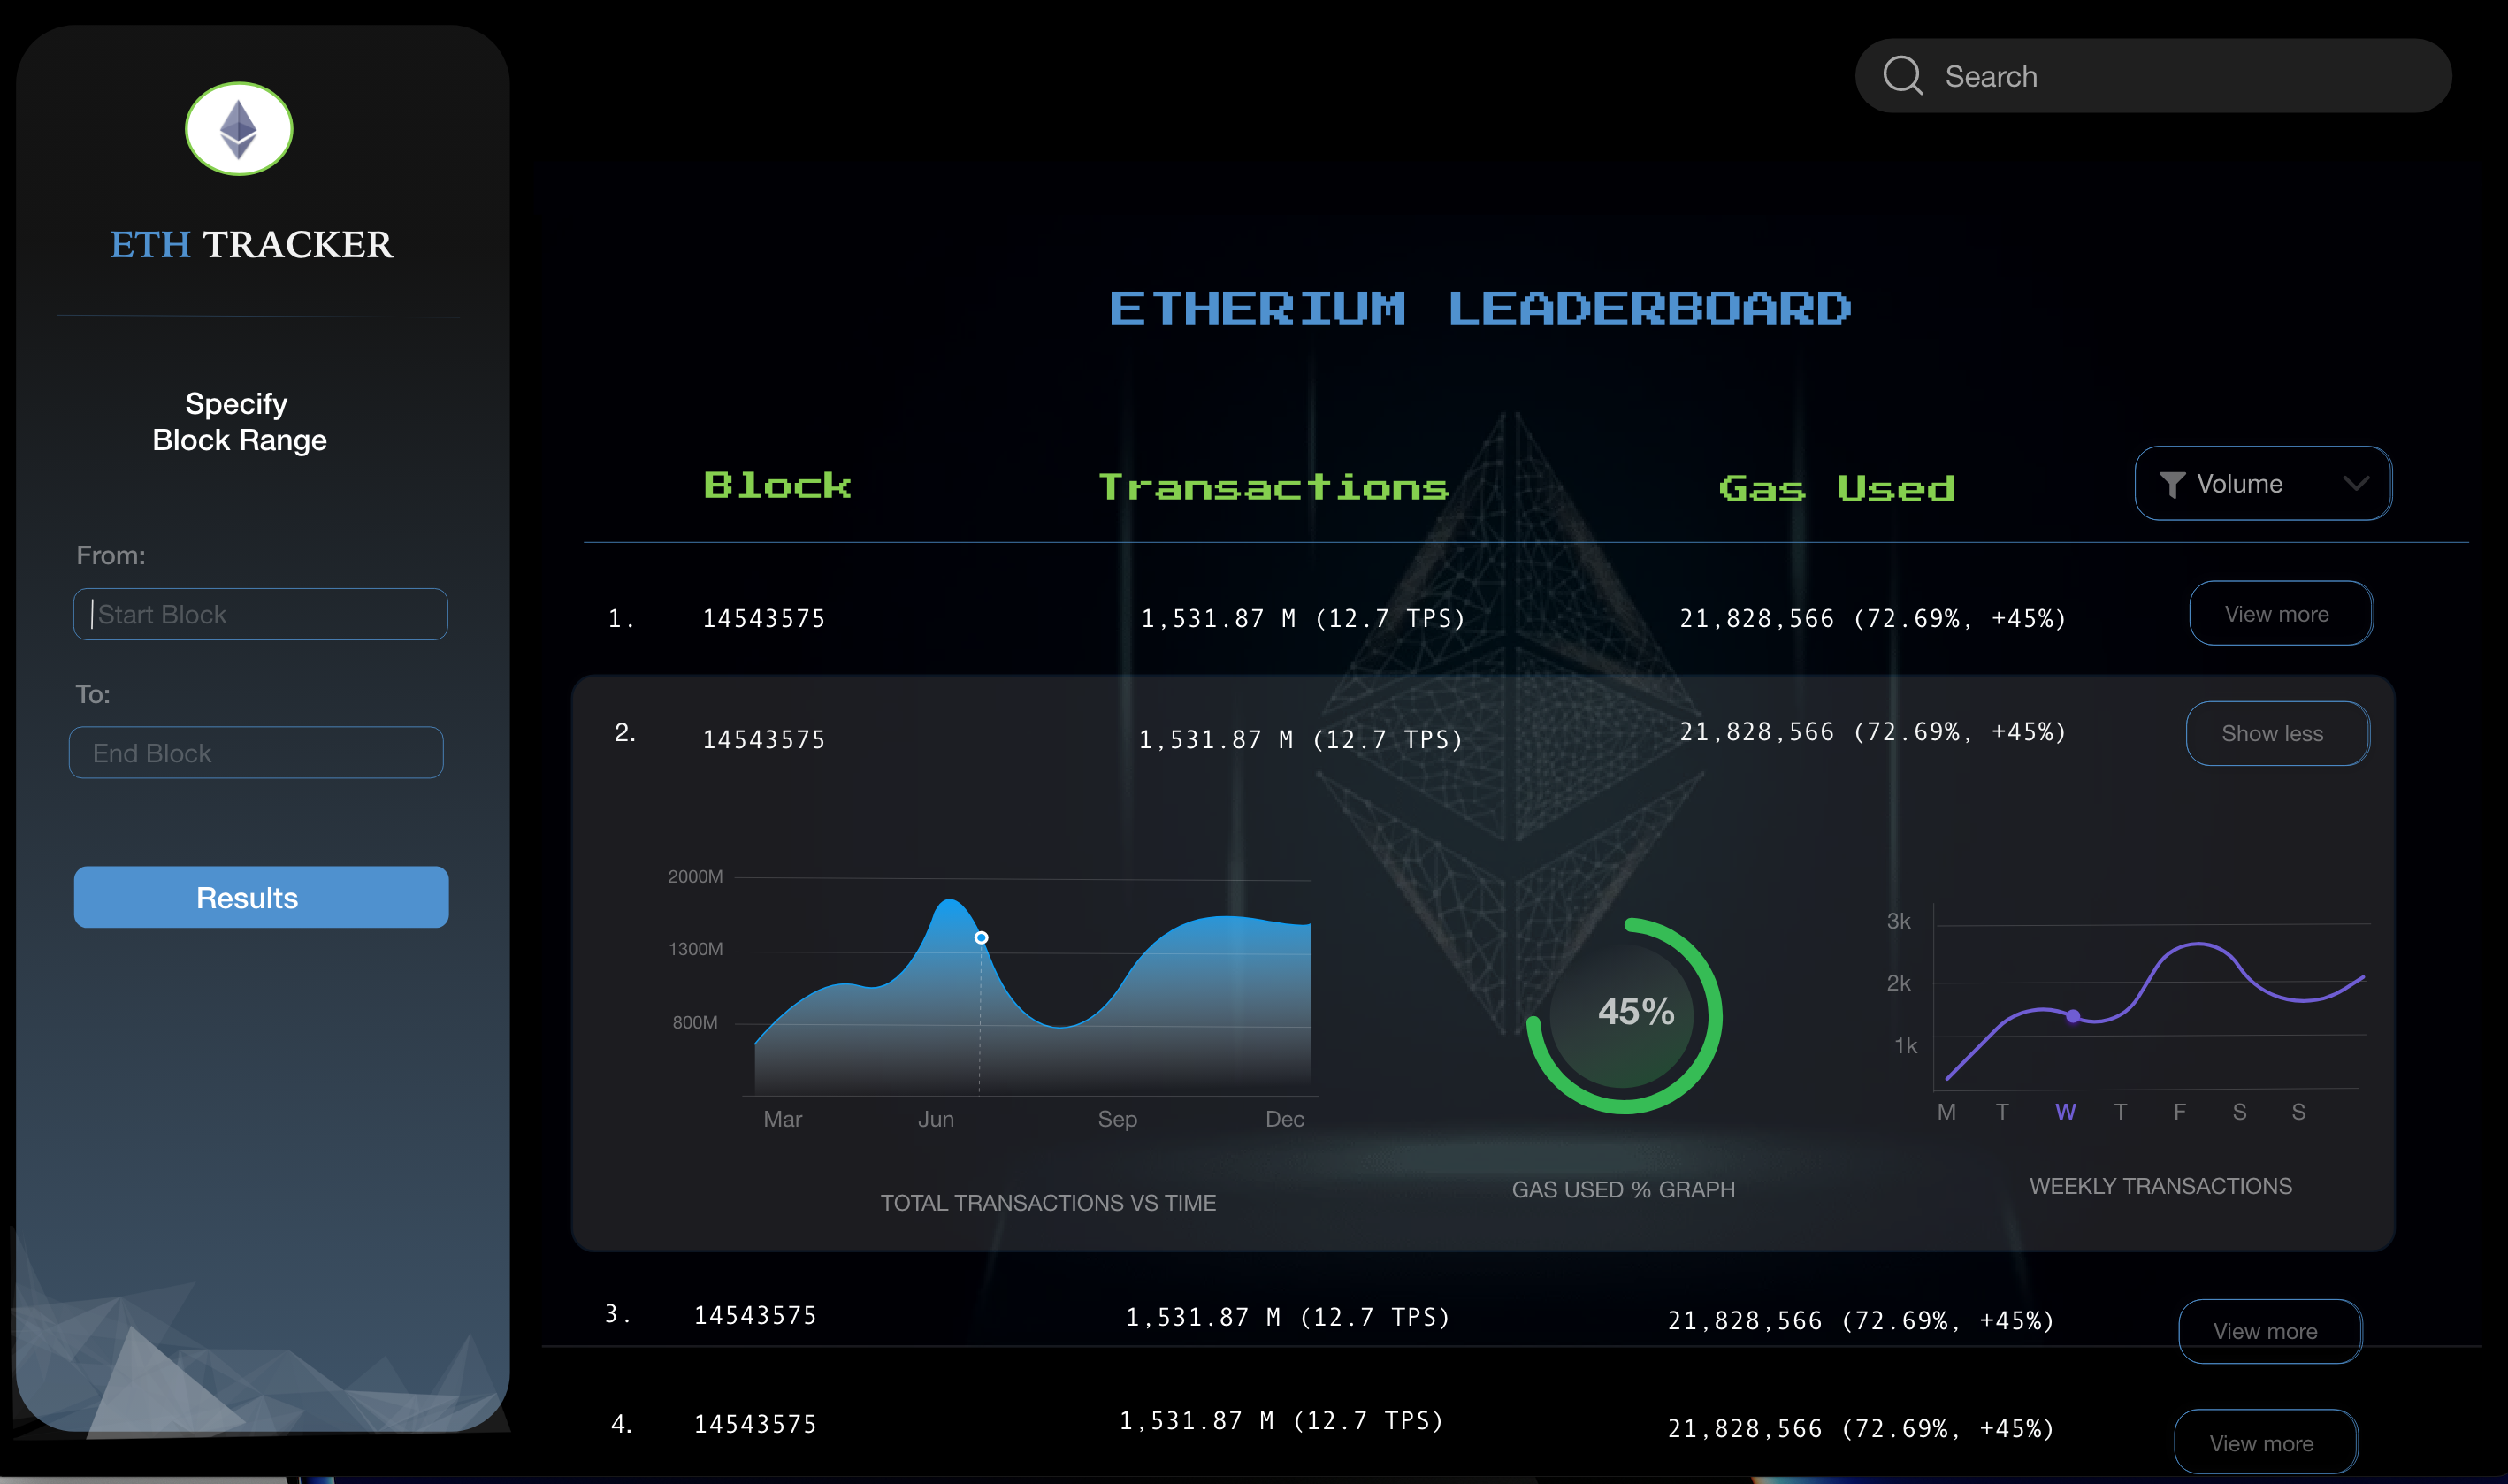 Search
ETH TRACKER
Specify
Block Range
From:
Start Block
To:
End Block
Results
ETHERIUM LEADERBOARD
Block Transactions Gas Used Volume
1. 14543575 1,531.87 M (12.7 TPS) 21,828,566 (72.69%, +45%) View more
2. 14543575 1,531.87 M (12.7 TPS) 21,828,566 (72.69%, +45%) Show less
2000M
1300M
800M
Mar Jun Sep Dec
TOTAL TRANSACTIONS VS TIME
45%
GAS USED % GRAPH
3k
2k
1k
M T W T F S S
WEEKLY TRANSACTIONS
3. 14543575 1,531.87 M (12.7 TPS) 21,828,566 (72.69%, +45%) View more
4. 14543575 1,531.87 M (12.7 TPS) 21,828,566 (72.69%, +45%) View more